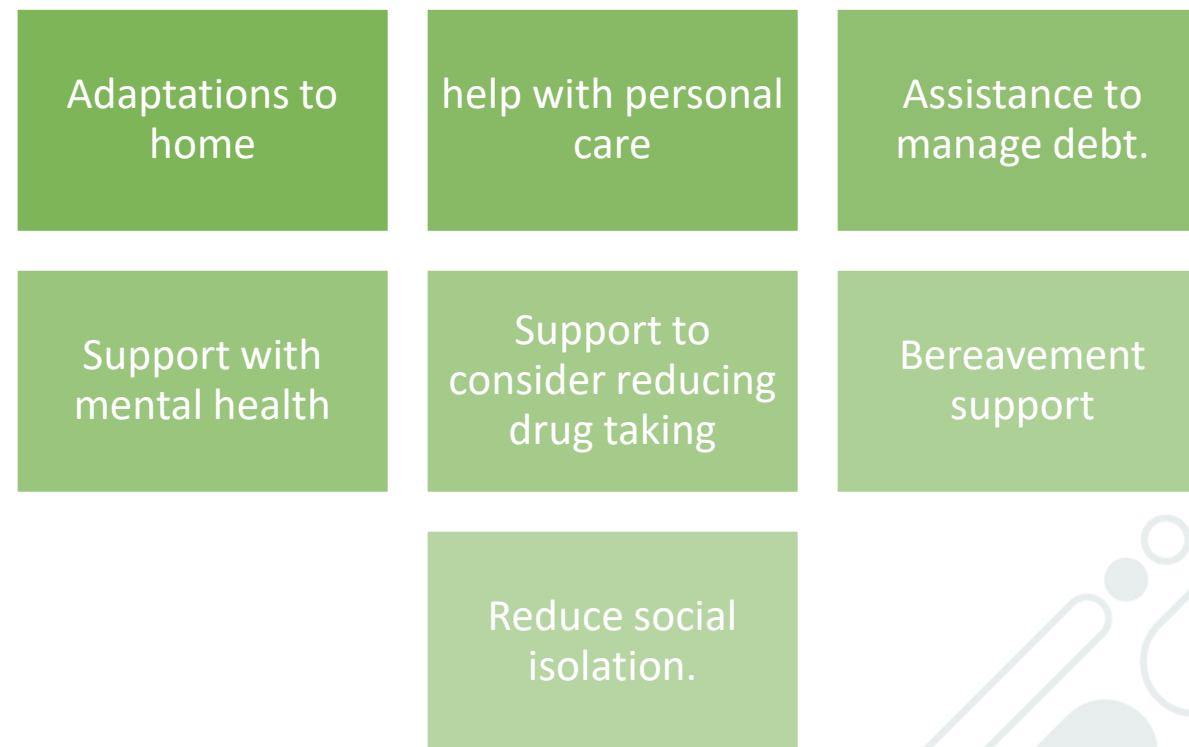 Adaptations to
home
help with personal
care
Assistance to
manage debt.
Support with
mental health
Support to
consider reducing
drug taking
Bereavement
support
Reduce social
isolation.